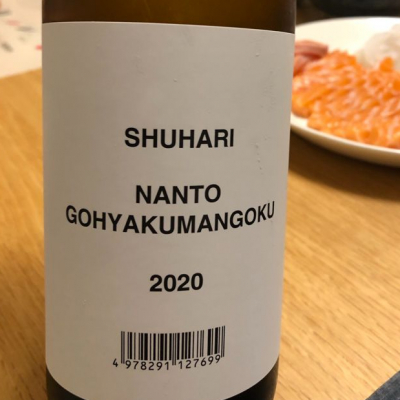 SHUHARI
NANTO
GOHYAKUMANGOKU
2020
4 978291 127699